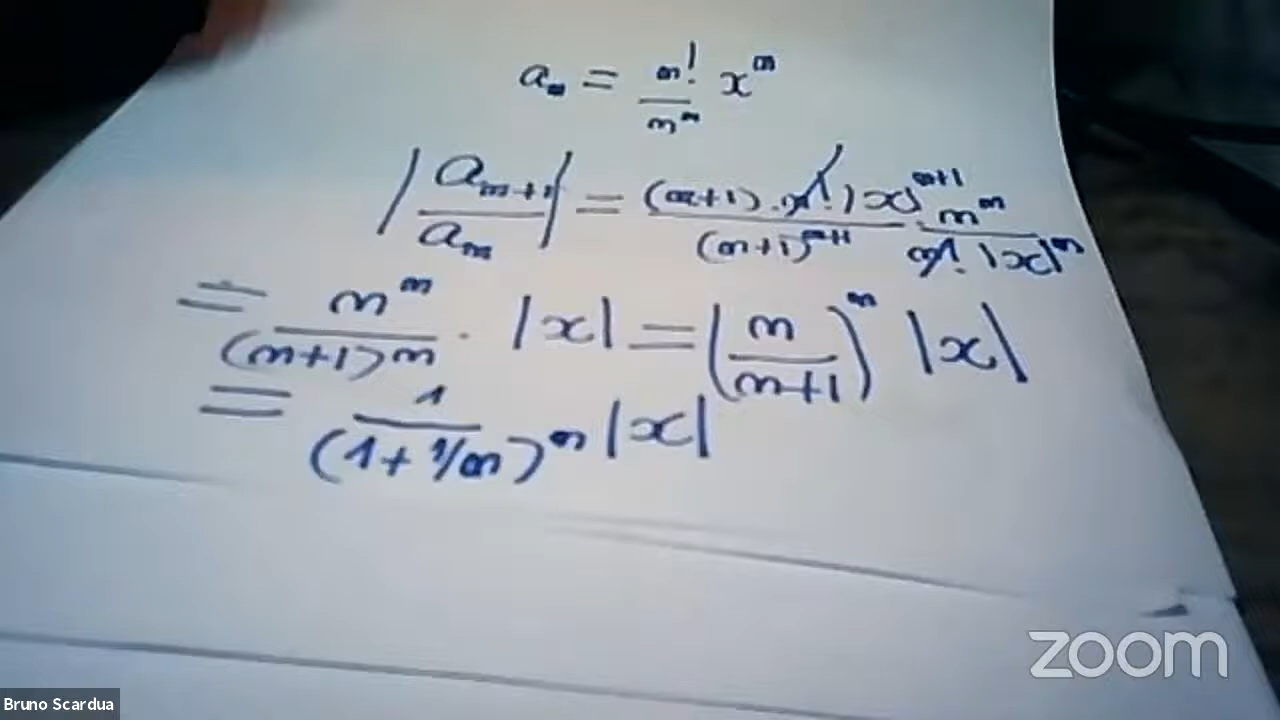 aₙ = n!/nⁿ xⁿ
|aₙ₊₁/aₙ| = (n+1)·n!|x|ⁿ⁺¹/(n+1)ⁿ⁺¹ · nⁿ/n!|x|ⁿ
= nⁿ/(n+1)ⁿ · |x| = (n/n+1)ⁿ |x|
= 1/(1+1/n)ⁿ |x|
zoom
Bruno Scardua